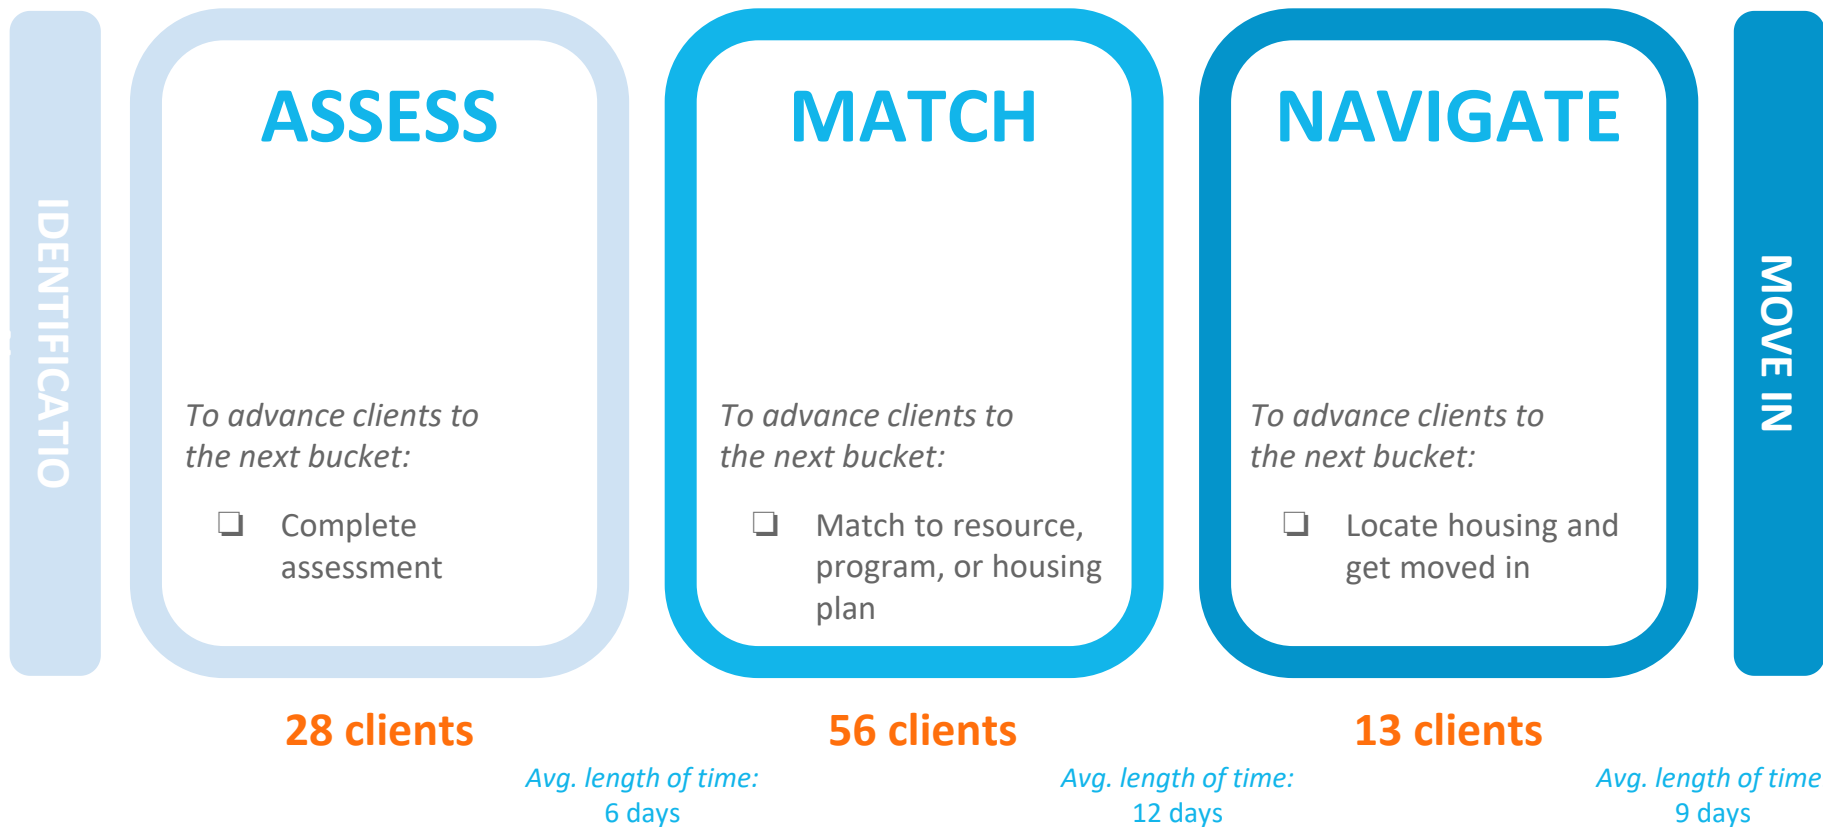 IDENTIFICATIO
ASSESS
To advance clients to
the next bucket:
❏ Complete
assessment
28 clients
Avg. length of time:
6 days
MATCH
To advance clients to
the next bucket:
❏ Match to resource,
program, or housing
plan
56 clients
Avg. length of time:
12 days
NAVIGATE
To advance clients to
the next bucket:
❏ Locate housing and
get moved in
13 clients
Avg. length of time
9 days
MOVE IN